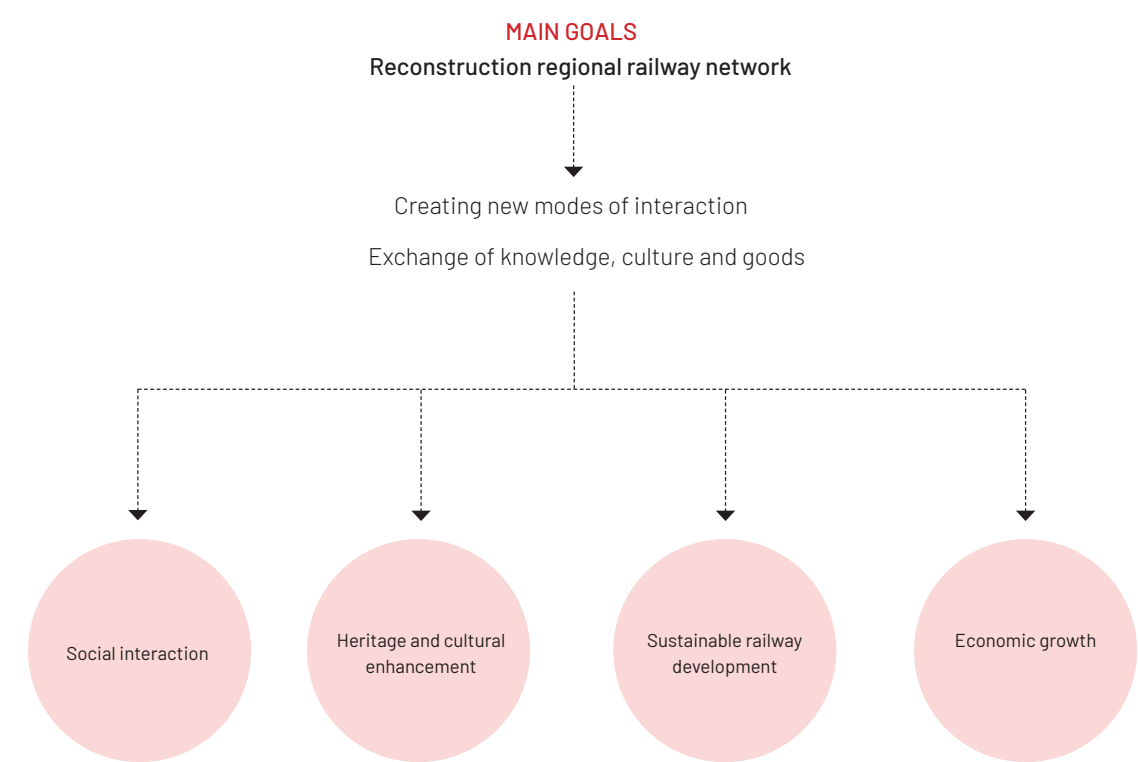 MAIN GOALS
Reconstruction regional railway network
Creating new modes of interaction
Exchange of knowledge, culture and goods
Social interaction
Heritage and cultural
enhancement
Sustainable railway
development
Economic growth